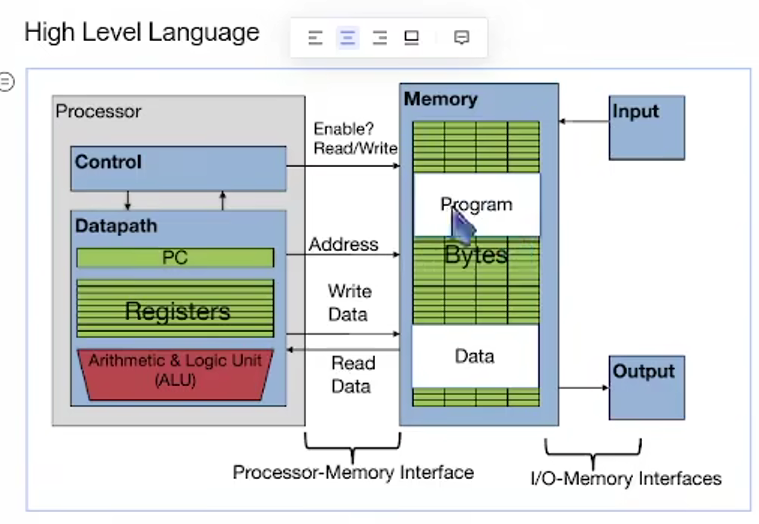 High Level Language
Processor
Control
Datapath
PC
Registers
Arithmetic & Logic Unit
(ALU)
Enable?
Read/Write
Address
Write
Data
Read
Data
Processor-Memory Interface
Memory
Program
Bytes
Data
Input
Output
I/O-Memory Interfaces